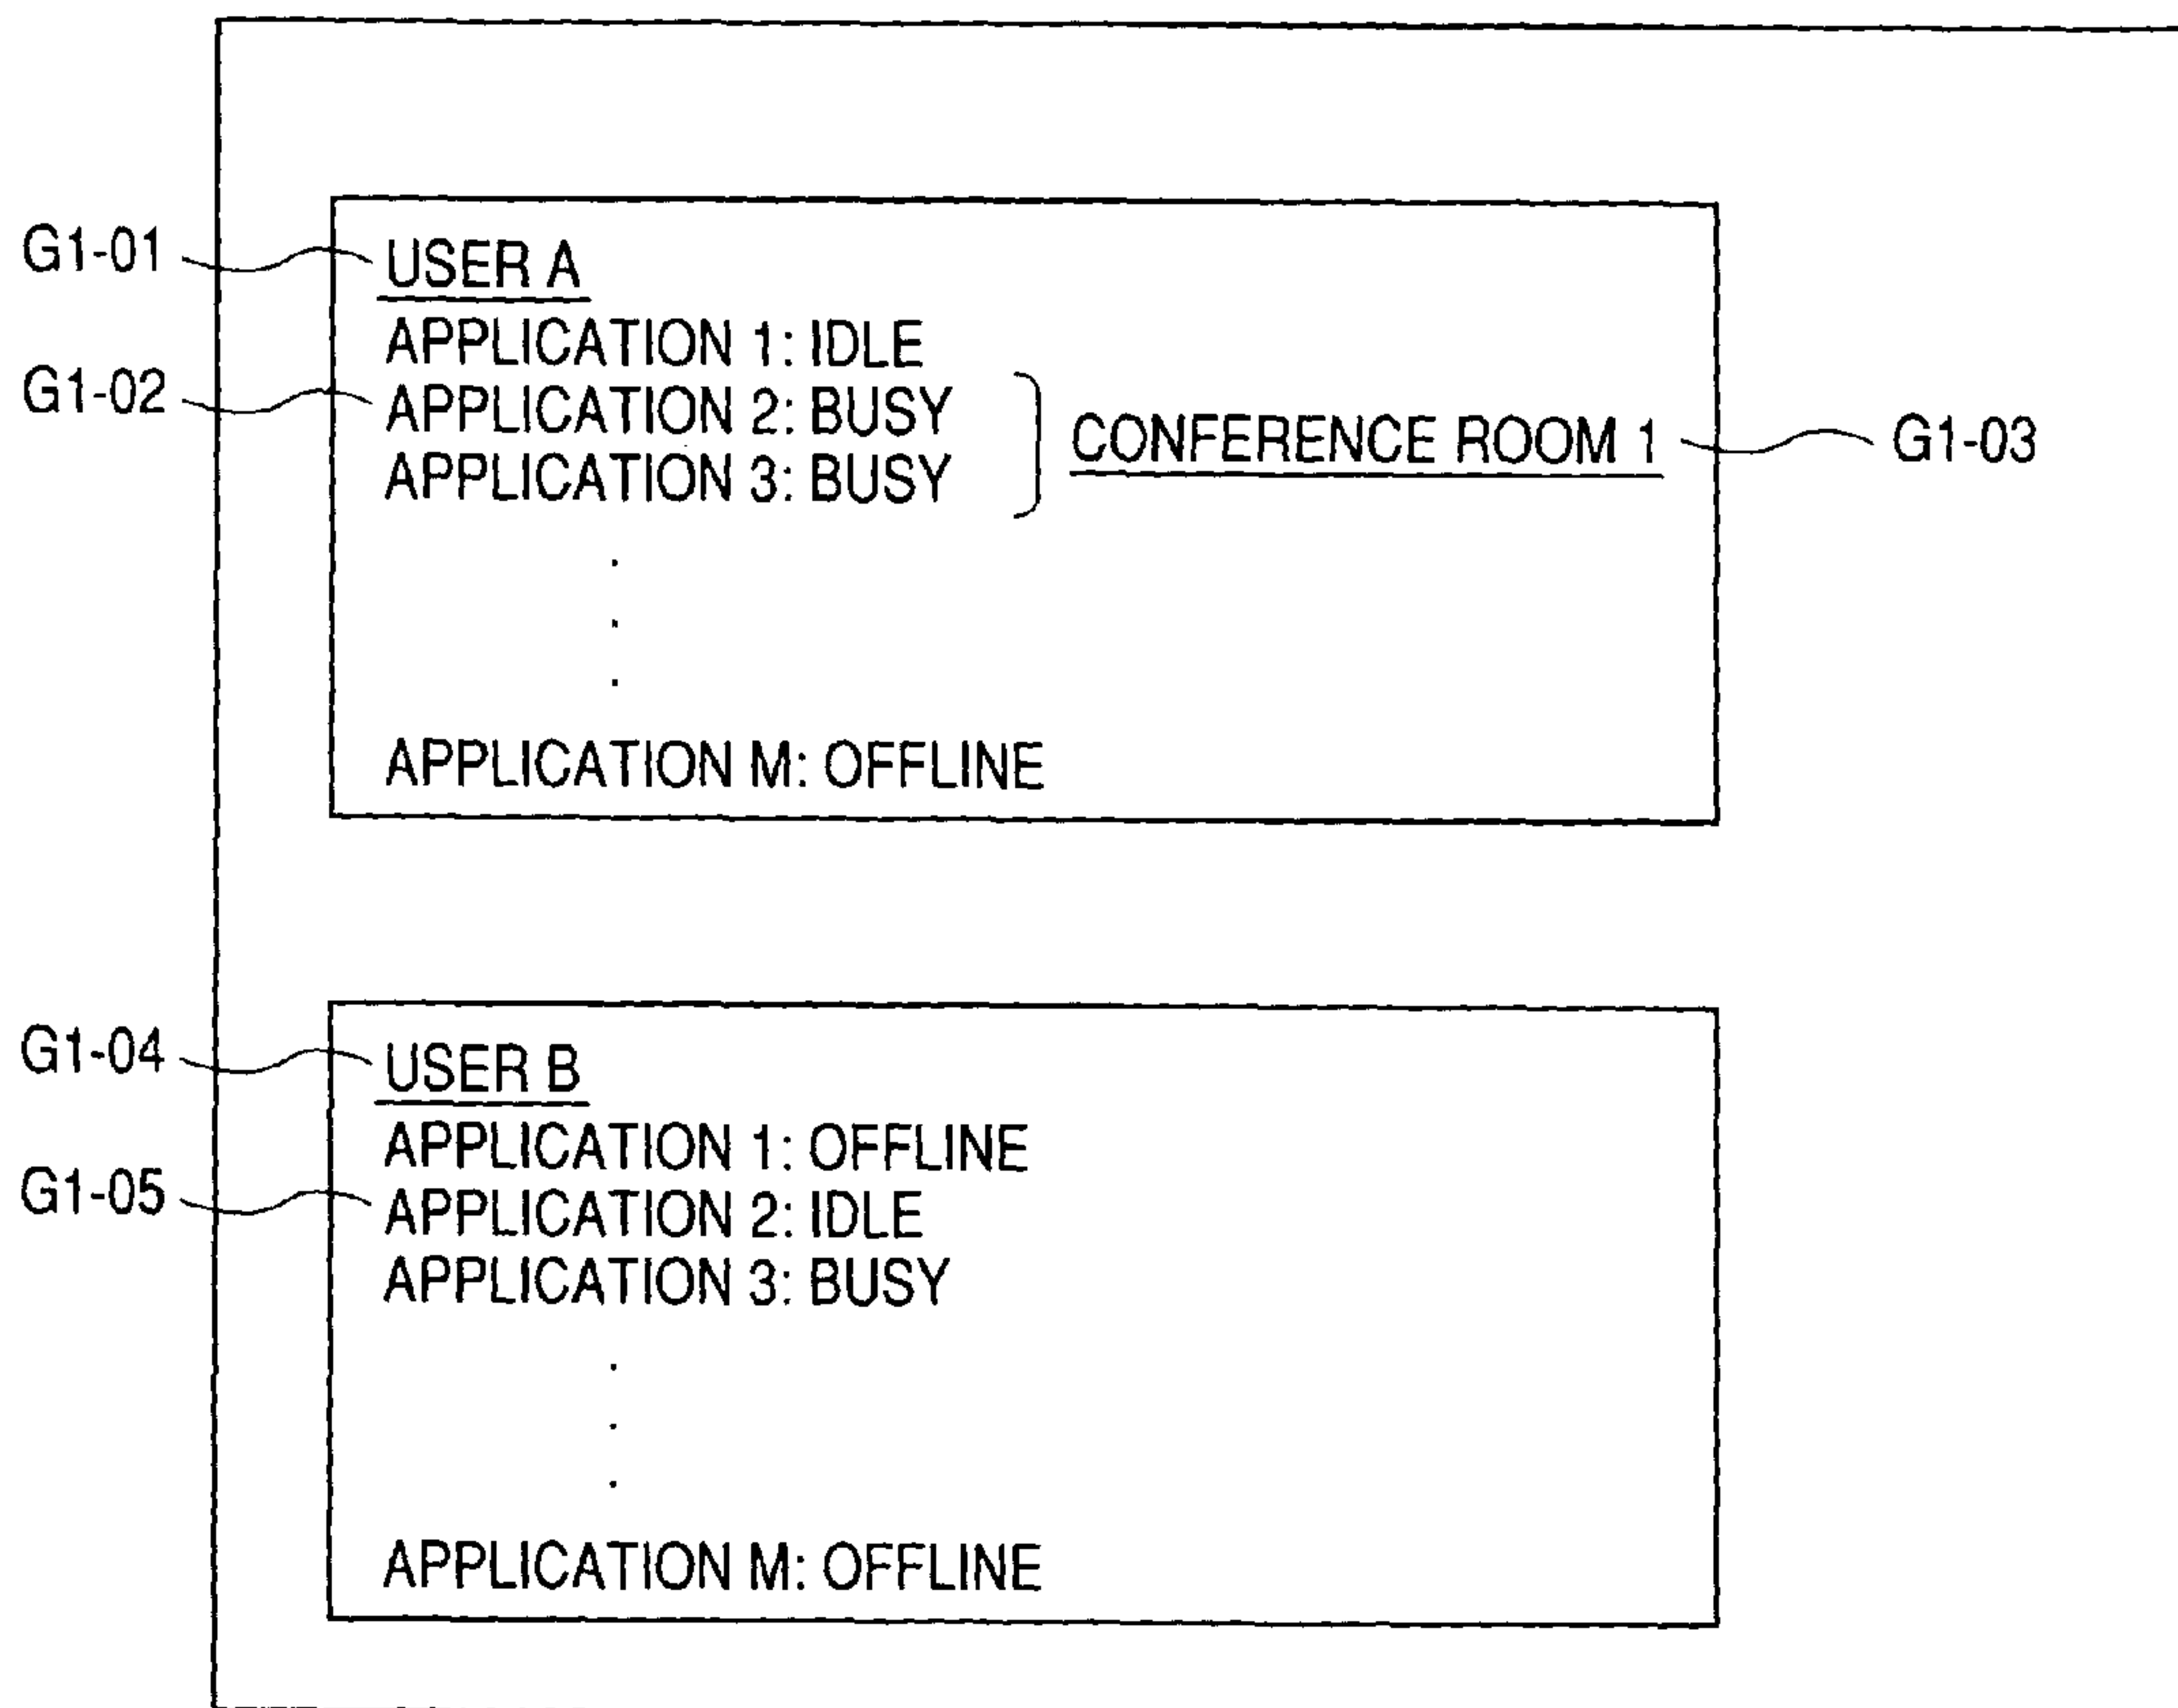 G1-01 USER A
APPLICATION 1: IDLE
G1-02 APPLICATION 2: BUSY
CONFERENCE ROOM 1 G1-03
APPLICATION 3: BUSY
.
.
.
APPLICATION M: OFFLINE
G1-04 USER B
APPLICATION 1: OFFLINE
G1-05 APPLICATION 2: IDLE
APPLICATION 3: BUSY
.
.
.
APPLICATION M: OFFLINE